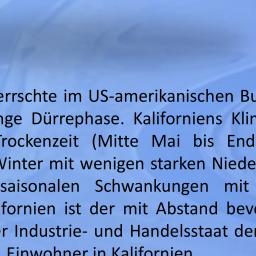 errschte im US-amerikanischen Bu
nge Dürrephase. Kaliforniens Klin
Trockenzeit (Mitte Mai bis End
Winter mit wenigen starken Niede
saisonalen Schwankungen mit
ifornien ist der mit Abstand bev
er Industrie- und Handelsstaat der
Einwohner in Kalifornien